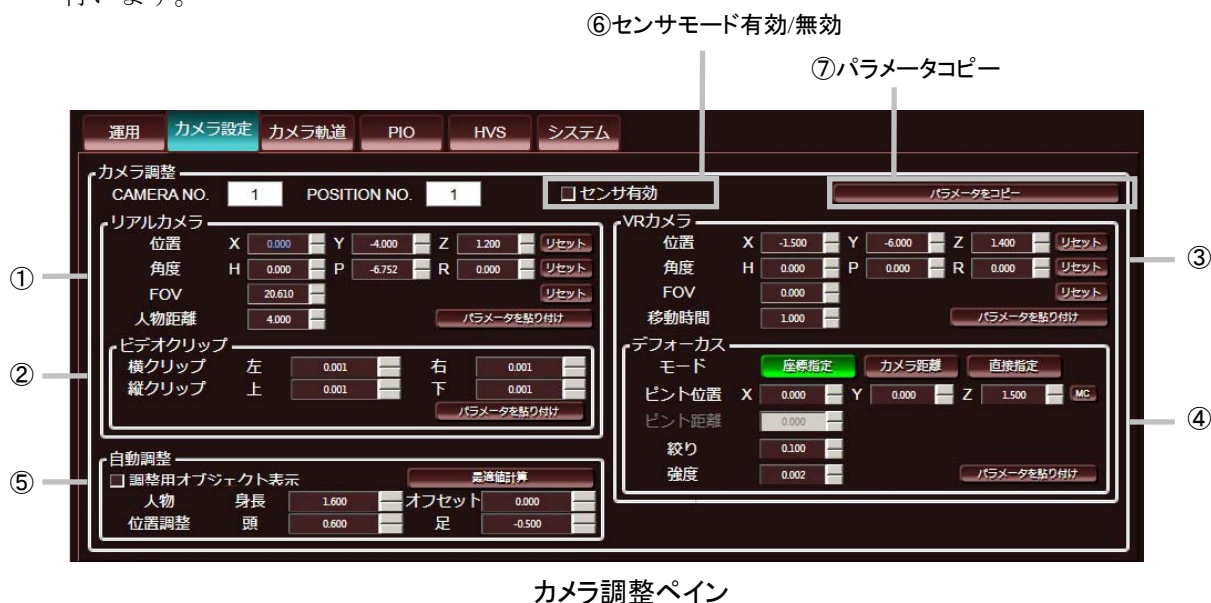 行います。
⑥センサモード有効/無効
⑦パラメータコピー
運用 カメラ設定 カメラ軌道 PIO HVS システム
カメラ調整
CAMERA NO. 1 POSITION NO. 1 センサ有効 パラメータをコピー
リアルカメラ
位置 X 0.000 Y -4.000 Z 1.200 リセット
角度 H 0.000 P -6.752 R 0.000 リセット
FOV 20.610 リセット
人物距離 4.000 パラメータを貼り付け
①
ビデオクリップ
横クリップ 左 0.001 右 0.001
縦クリップ 上 0.001 下 0.001
パラメータを貼り付け
②
VRカメラ
位置 X -1.500 Y -6.000 Z 1.400 リセット
角度 H 0.000 P 0.000 R 0.000 リセット
FOV 0.000 リセット
移動時間 1.000 パラメータを貼り付け
③
デフォーカス
モード 座標指定 カメラ距離 直接指定
ピント位置 X 0.000 Y 0.000 Z 1.500 MC
ピント距離 0.000
絞り 0.100
強度 0.002 パラメータを貼り付け
④
自動調整
調整用オブジェクト表示 最適値計算
人物 身長 1.600 オフセット 0.000
位置調整 頭 0.600 足 -0.500
⑤
カメラ調整ペイン